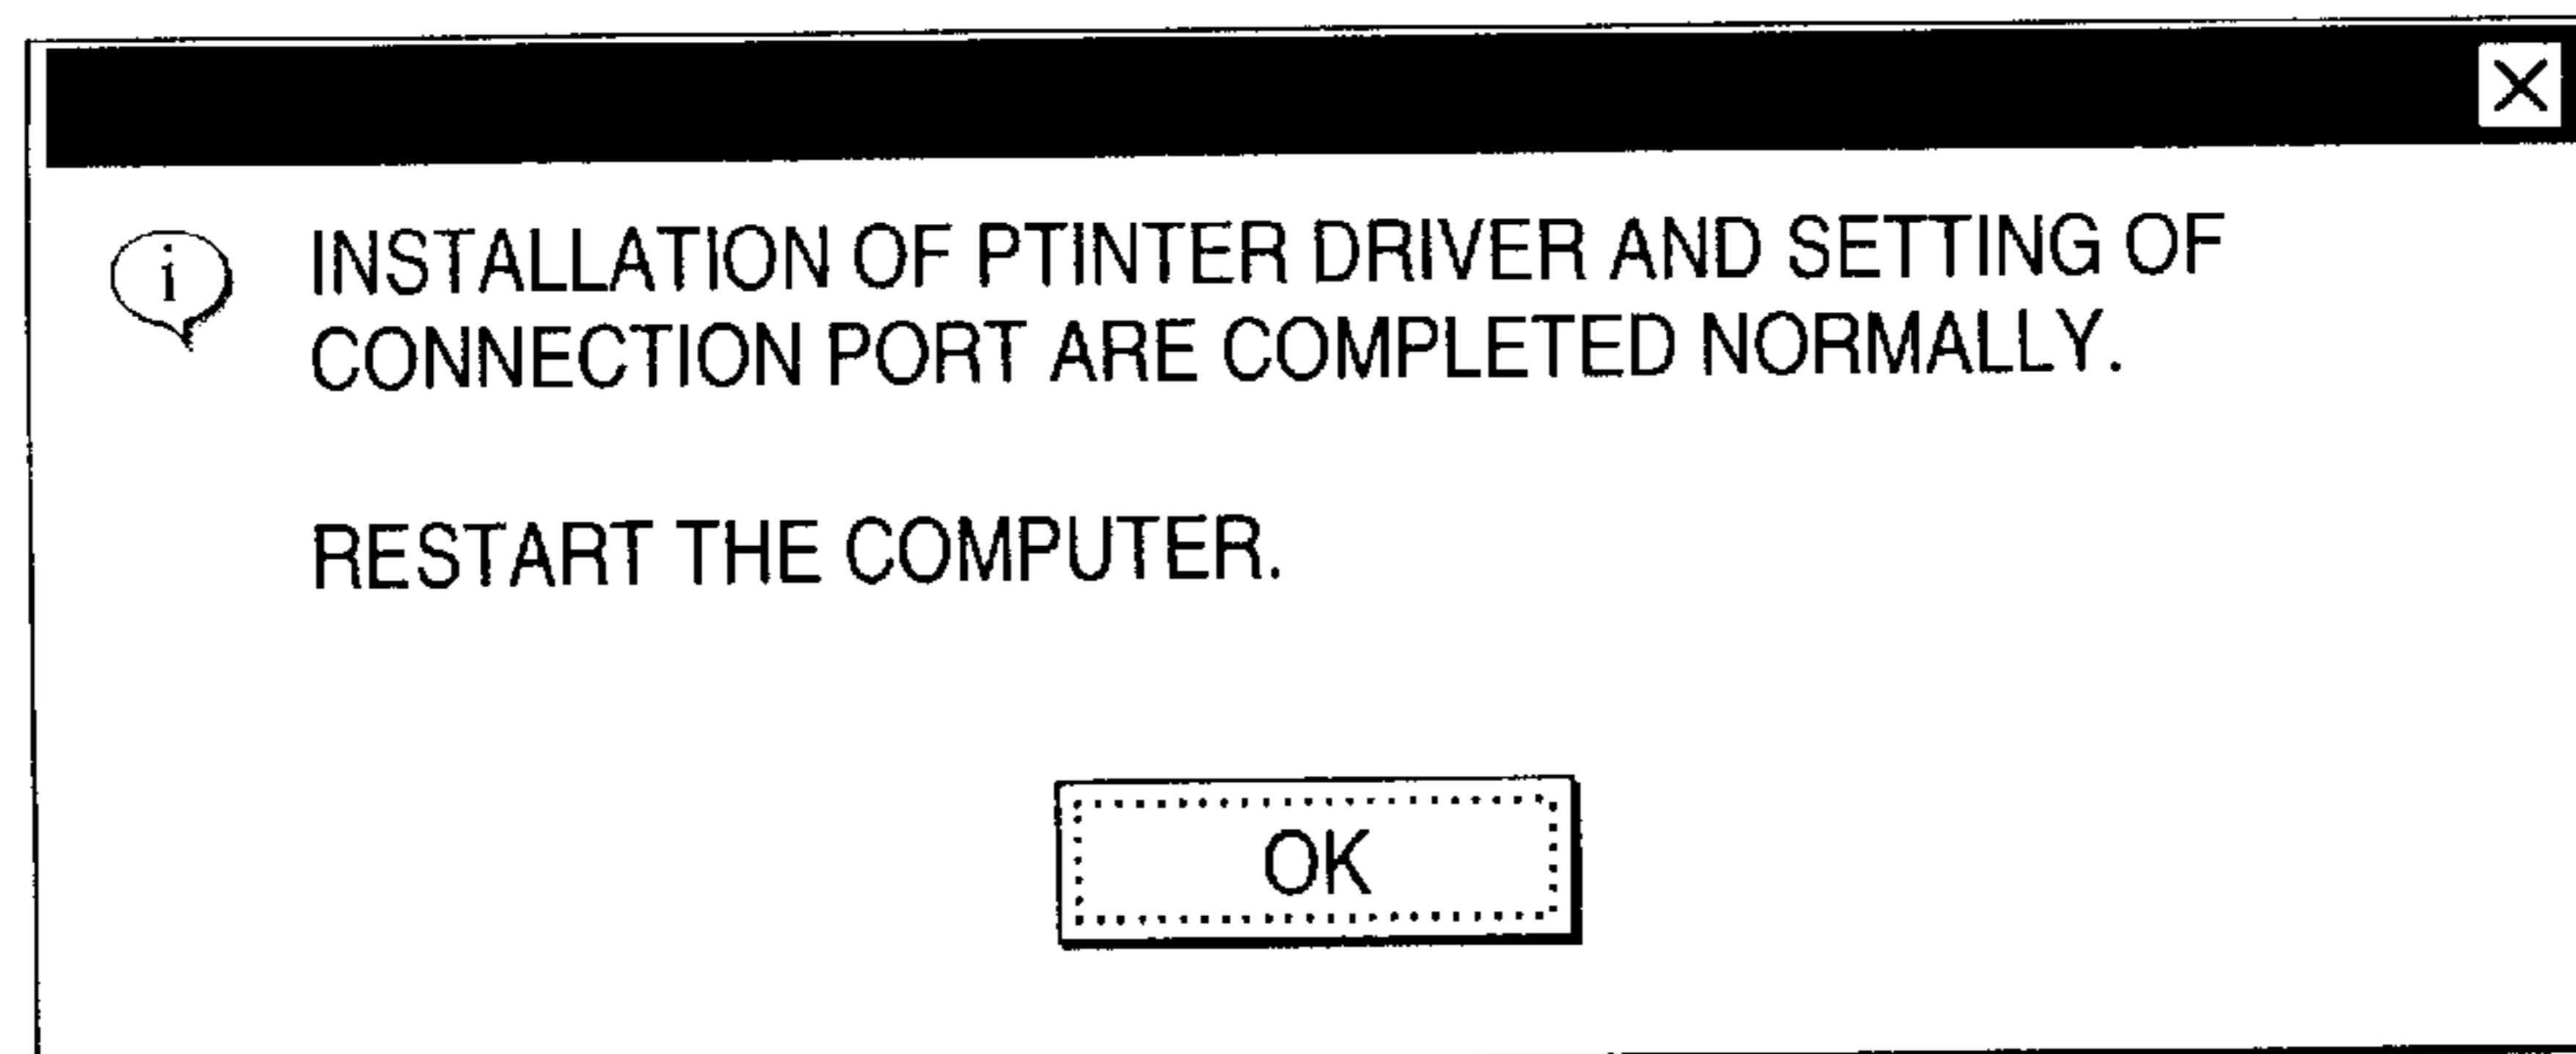 INSTALLATION OF PTINTER DRIVER AND SETTING OF
CONNECTION PORT ARE COMPLETED NORMALLY.
RESTART THE COMPUTER.
OK